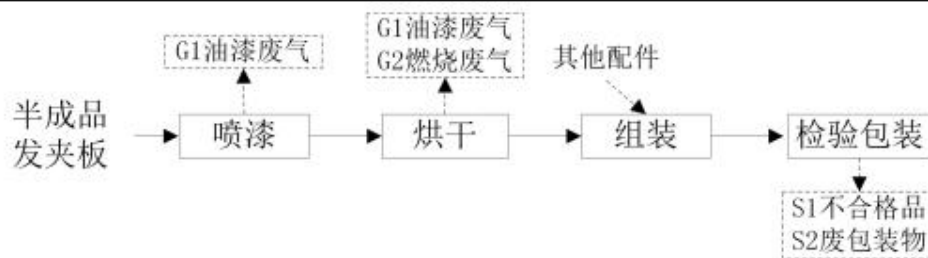 G1油漆废气
G1油漆废气
G2燃烧废气
其他配件
半成品
发夹板
喷漆
烘干
组装
检验包装
S1不合格品
S2废包装物